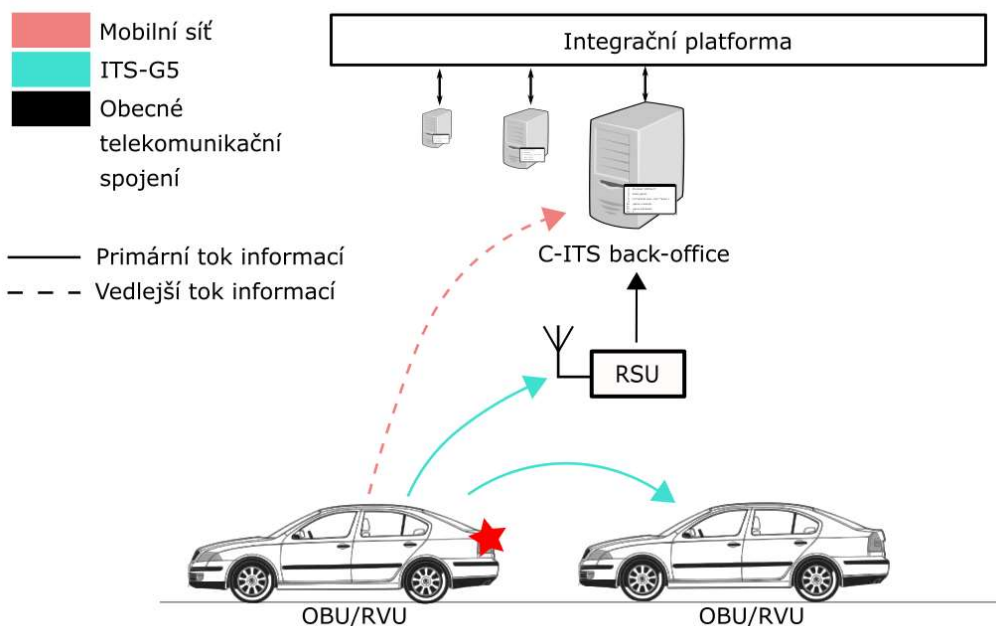 Mobilní síť
ITS-G5
Obecné
telekomunikační
spojení
Primární tok informací
Vedlejší tok informací
Integrační platforma
C-ITS back-office
RSU
OBU/RVU
OBU/RVU